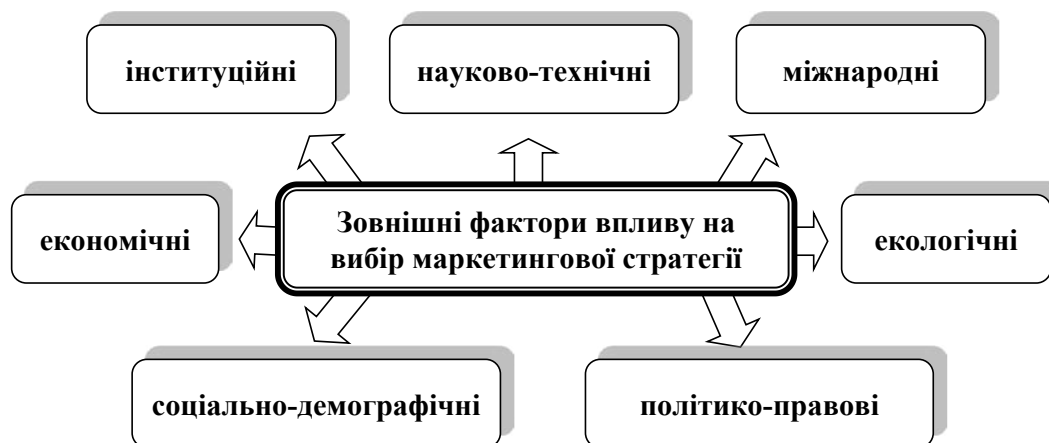 інституційні
науково-технічні
міжнародні
економічні
Зовнішні фактори впливу на
вибір маркетингової стратегії
екологічні
соціально-демографічні
політико-правові